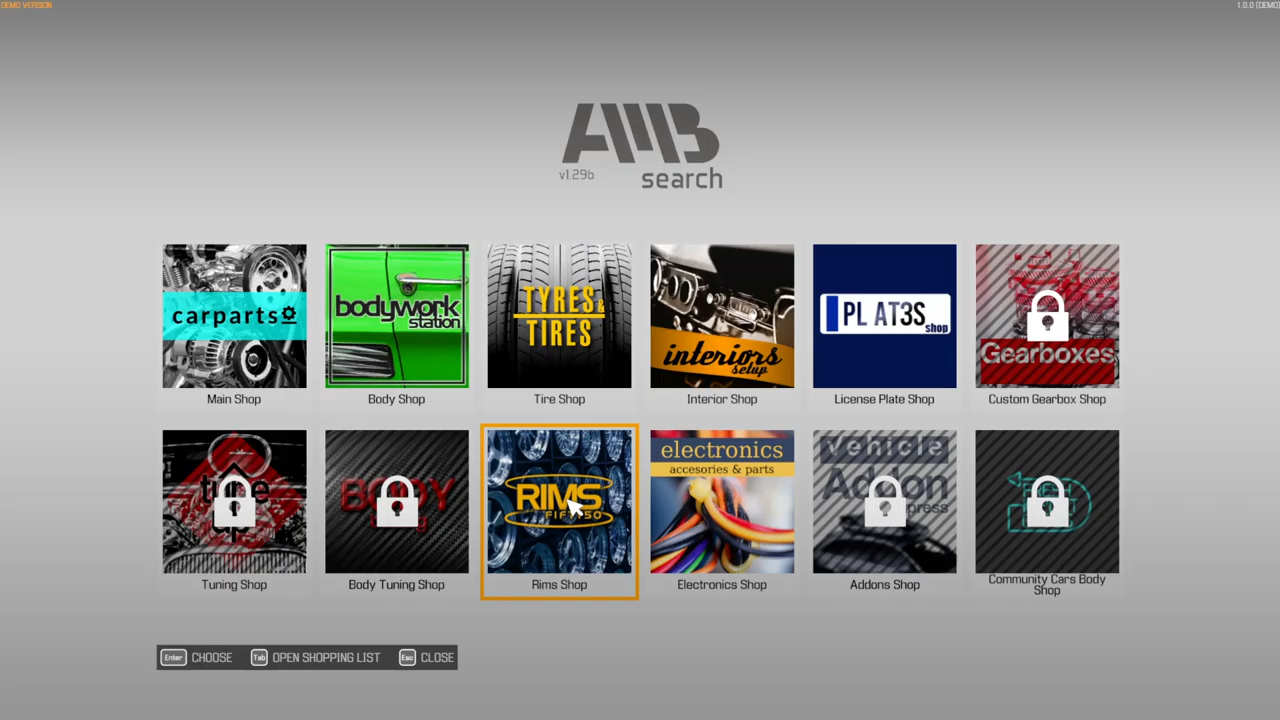 DEMO VERSION
1.0.0 (DEMO)
AMB
v1.29b
search
carparts
bodywork
station
TYRES &
TIRES
interiors
setup
PL AT3S
shop
Gearboxes
Main Shop
Body Shop
Tire Shop
Interior Shop
License Plate Shop
Custom Gearbox Shop
BODY
RIMS
FIFTY50
electronics
accesories & parts
vehicle
Addon
press
Tuning Shop
Body Tuning Shop
Rims Shop
Electronics Shop
Addons Shop
Community Cars Body
Shop
Enter CHOOSE Tab OPEN SHOPPING LIST Esc CLOSE